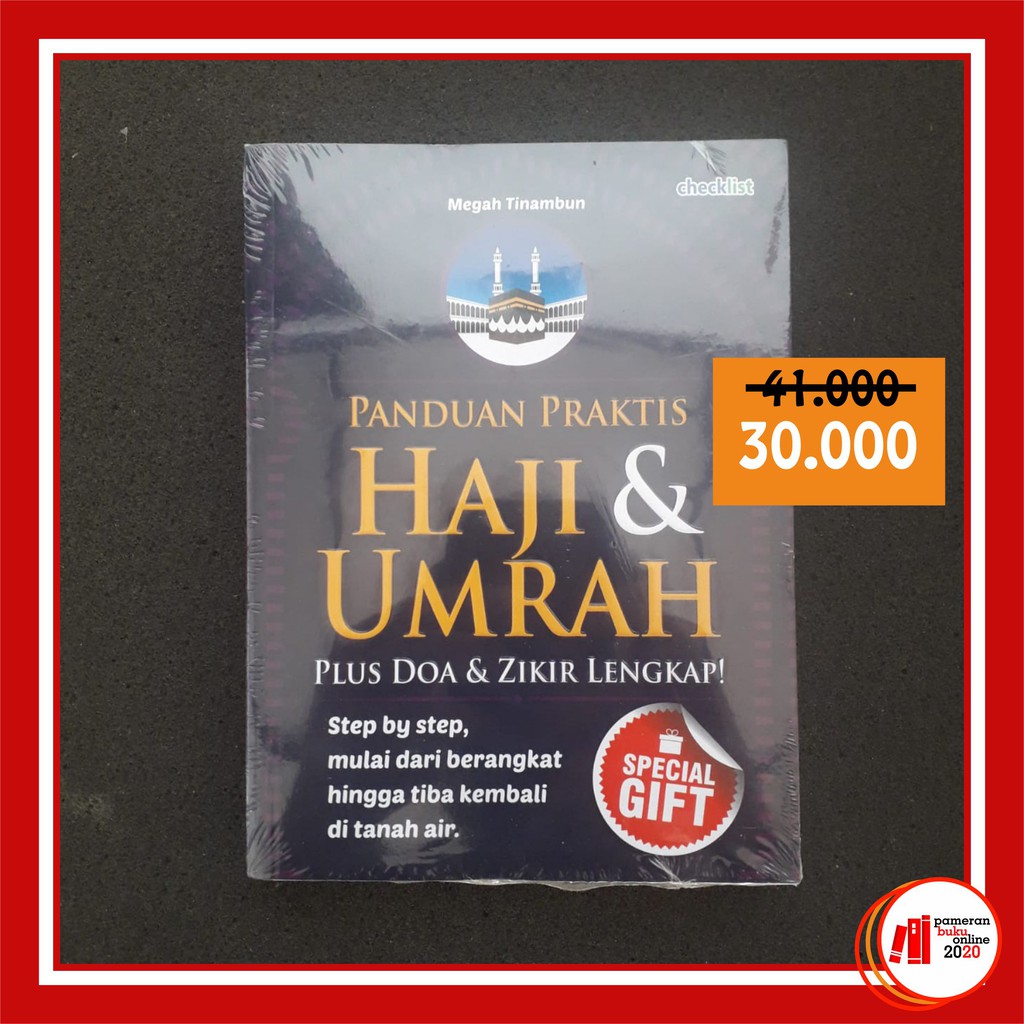 Megah Tinambun
checklist
PANDUAN PRAKTIS
HAJI &
UMRAH
PLUS DOA & ZIKIR LENGKAP!
Step by step,
mulai dari berangkat
hingga tiba kembali
di tanah air.
SPECIAL
GIFT
41.000
30.000
pameran
buku
online
2020